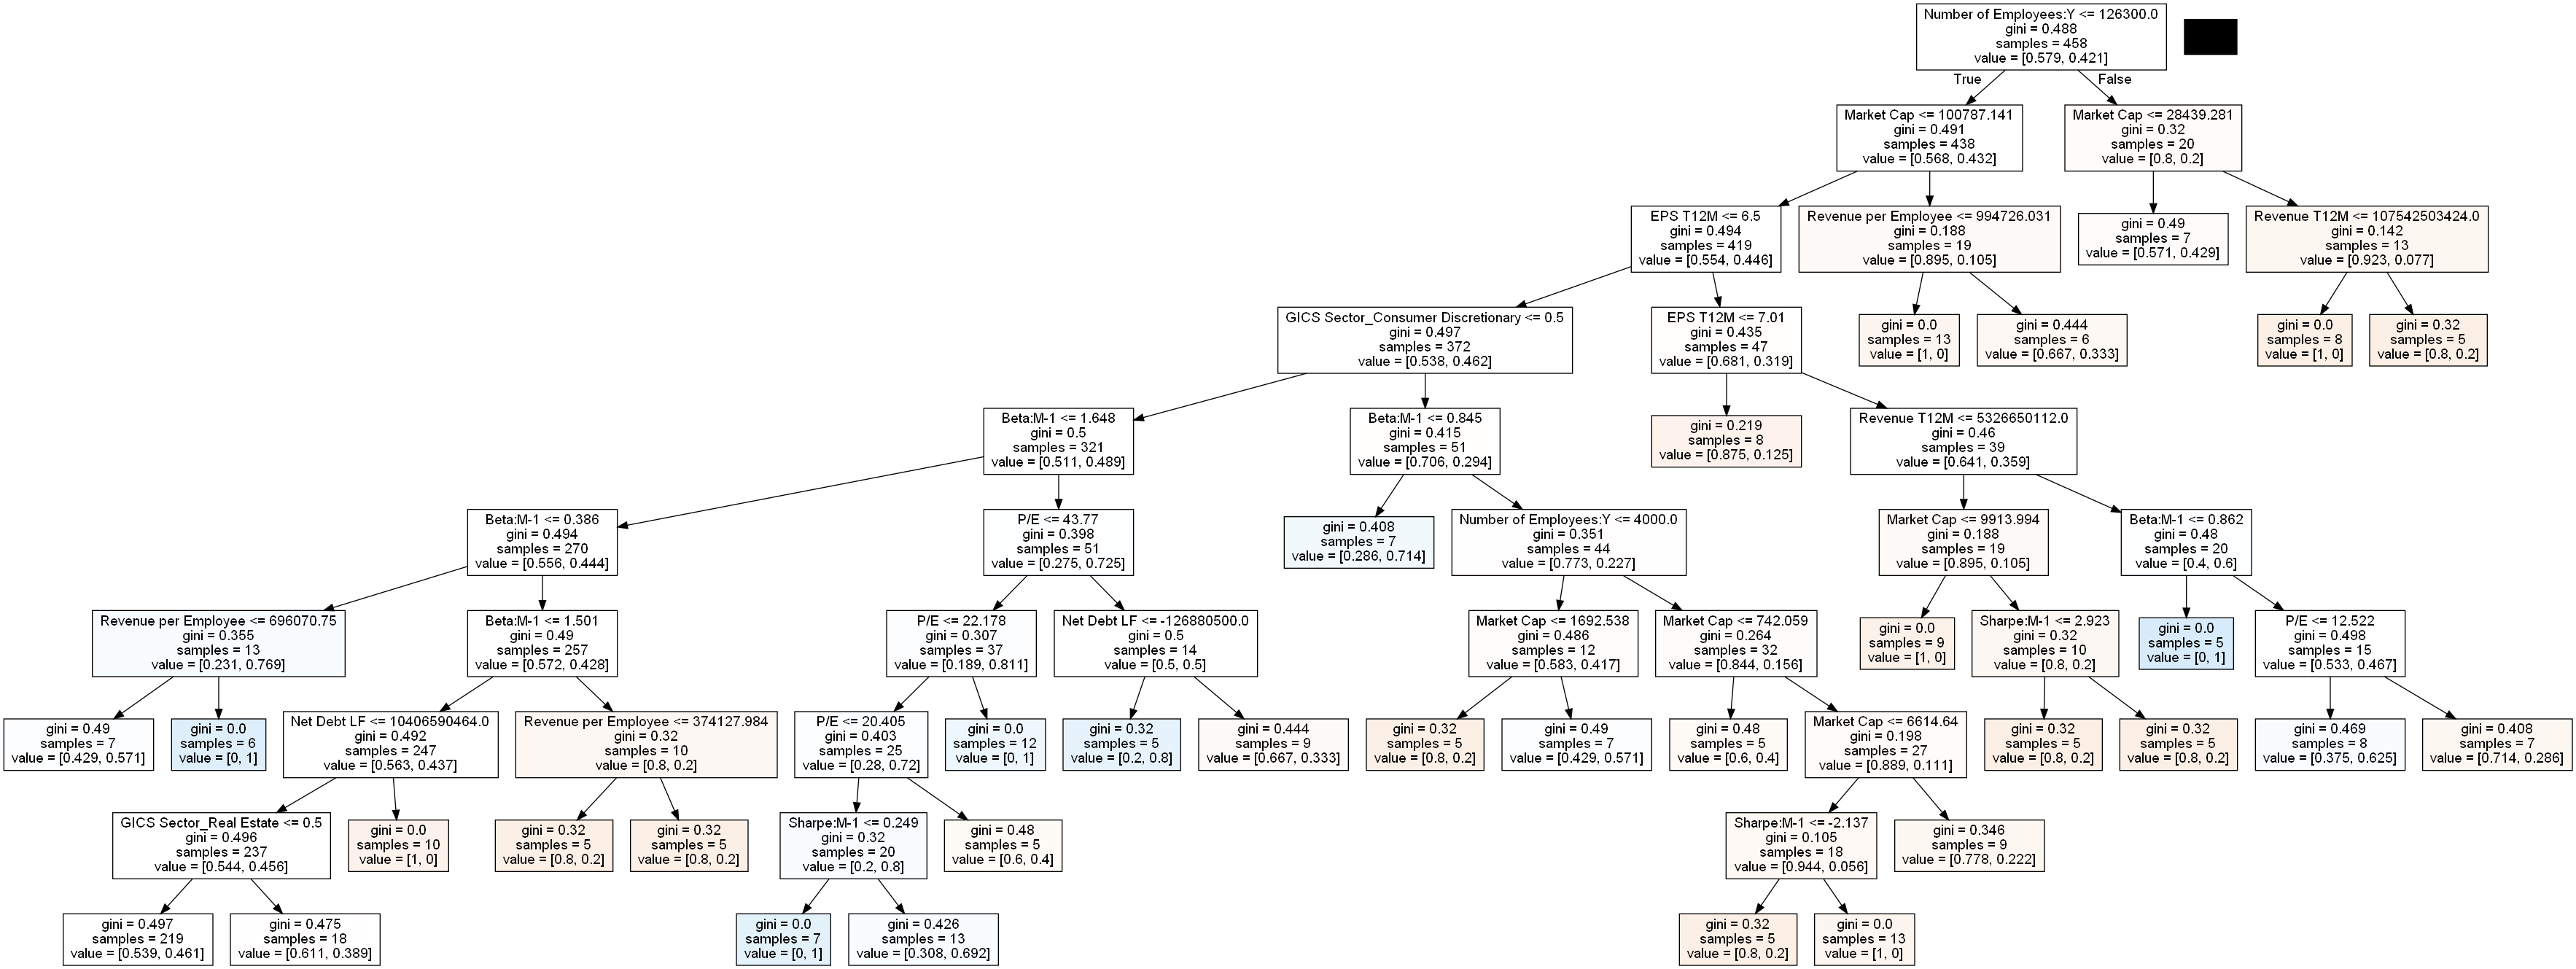 Number of Employees:Y <= 126300.0
gini = 0.488
samples = 458
value = [0.579, 0.421]
True
False
Market Cap <= 100787.141
gini = 0.491
samples = 438
value = [0.568, 0.432]
Market Cap <= 28439.281
gini = 0.32
samples = 20
value = [0.8, 0.2]
EPS T12M <= 6.5
gini = 0.494
samples = 419
value = [0.554, 0.446]
Revenue per Employee <= 994726.031
gini = 0.188
samples = 19
value = [0.895, 0.105]
gini = 0.49
samples = 7
value = [0.571, 0.429]
Revenue T12M <= 107542503424.0
gini = 0.142
samples = 13
value = [0.923, 0.077]
GICS Sector_Consumer Discretionary <= 0.5
gini = 0.497
samples = 372
value = [0.538, 0.462]
EPS T12M <= 7.01
gini = 0.435
samples = 47
value = [0.681, 0.319]
gini = 0.0
samples = 13
value = [1, 0]
gini = 0.444
samples = 6
value = [0.667, 0.333]
gini = 0.0
samples = 8
value = [1, 0]
gini = 0.32
samples = 5
value = [0.8, 0.2]
Beta:M-1 <= 1.648
gini = 0.5
samples = 321
value = [0.511, 0.489]
Beta:M-1 <= 0.845
gini = 0.415
samples = 51
value = [0.706, 0.294]
gini = 0.219
samples = 8
value = [0.875, 0.125]
Revenue T12M <= 5326650112.0
gini = 0.46
samples = 39
value = [0.641, 0.359]
Beta:M-1 <= 0.386
gini = 0.494
samples = 270
value = [0.556, 0.444]
P/E <= 43.77
gini = 0.398
samples = 51
value = [0.275, 0.725]
gini = 0.408
samples = 7
value = [0.286, 0.714]
Number of Employees:Y <= 4000.0
gini = 0.351
samples = 44
value = [0.773, 0.227]
Market Cap <= 9913.994
gini = 0.188
samples = 19
value = [0.895, 0.105]
Beta:M-1 <= 0.862
gini = 0.48
samples = 20
value = [0.4, 0.6]
Revenue per Employee <= 696070.75
gini = 0.355
samples = 13
value = [0.231, 0.769]
Beta:M-1 <= 1.501
gini = 0.49
samples = 257
value = [0.572, 0.428]
P/E <= 22.178
gini = 0.307
samples = 37
value = [0.189, 0.811]
Net Debt LF <= -126880500.0
gini = 0.5
samples = 14
value = [0.5, 0.5]
Market Cap <= 1692.538
gini = 0.486
samples = 12
value = [0.583, 0.417]
Market Cap <= 742.059
gini = 0.264
samples = 32
value = [0.844, 0.156]
gini = 0.0
samples = 9
value = [1, 0]
Sharpe:M-1 <= 2.923
gini = 0.32
samples = 10
value = [0.8, 0.2]
gini = 0.0
samples = 5
value = [0, 1]
P/E <= 12.522
gini = 0.498
samples = 15
value = [0.533, 0.467]
gini = 0.49
samples = 7
value = [0.429, 0.571]
gini = 0.0
samples = 6
value = [0, 1]
Net Debt LF <= 10406590464.0
gini = 0.492
samples = 247
value = [0.563, 0.437]
Revenue per Employee <= 374127.984
gini = 0.32
samples = 10
value = [0.8, 0.2]
P/E <= 20.405
gini = 0.403
samples = 25
value = [0.28, 0.72]
gini = 0.0
samples = 12
value = [0, 1]
gini = 0.32
samples = 5
value = [0.2, 0.8]
gini = 0.444
samples = 9
value = [0.667, 0.333]
gini = 0.32
samples = 5
value = [0.8, 0.2]
gini = 0.49
samples = 7
value = [0.429, 0.571]
gini = 0.48
samples = 5
value = [0.6, 0.4]
Market Cap <= 6614.64
gini = 0.198
samples = 27
value = [0.889, 0.111]
gini = 0.32
samples = 5
value = [0.8, 0.2]
gini = 0.32
samples = 5
value = [0.8, 0.2]
gini = 0.469
samples = 8
value = [0.375, 0.625]
gini = 0.408
samples = 7
value = [0.714, 0.286]
GICS Sector_Real Estate <= 0.5
gini = 0.496
samples = 237
value = [0.544, 0.456]
gini = 0.0
samples = 10
value = [1, 0]
gini = 0.32
samples = 5
value = [0.8, 0.2]
gini = 0.32
samples = 5
value = [0.8, 0.2]
Sharpe:M-1 <= 0.249
gini = 0.32
samples = 20
value = [0.2, 0.8]
gini = 0.48
samples = 5
value = [0.6, 0.4]
Sharpe:M-1 <= -2.137
gini = 0.105
samples = 18
value = [0.944, 0.056]
gini = 0.346
samples = 9
value = [0.778, 0.222]
gini = 0.497
samples = 219
value = [0.539, 0.461]
gini = 0.475
samples = 18
value = [0.611, 0.389]
gini = 0.0
samples = 7
value = [0, 1]
gini = 0.426
samples = 13
value = [0.308, 0.692]
gini = 0.32
samples = 5
value = [0.8, 0.2]
gini = 0.0
samples = 13
value = [1, 0]